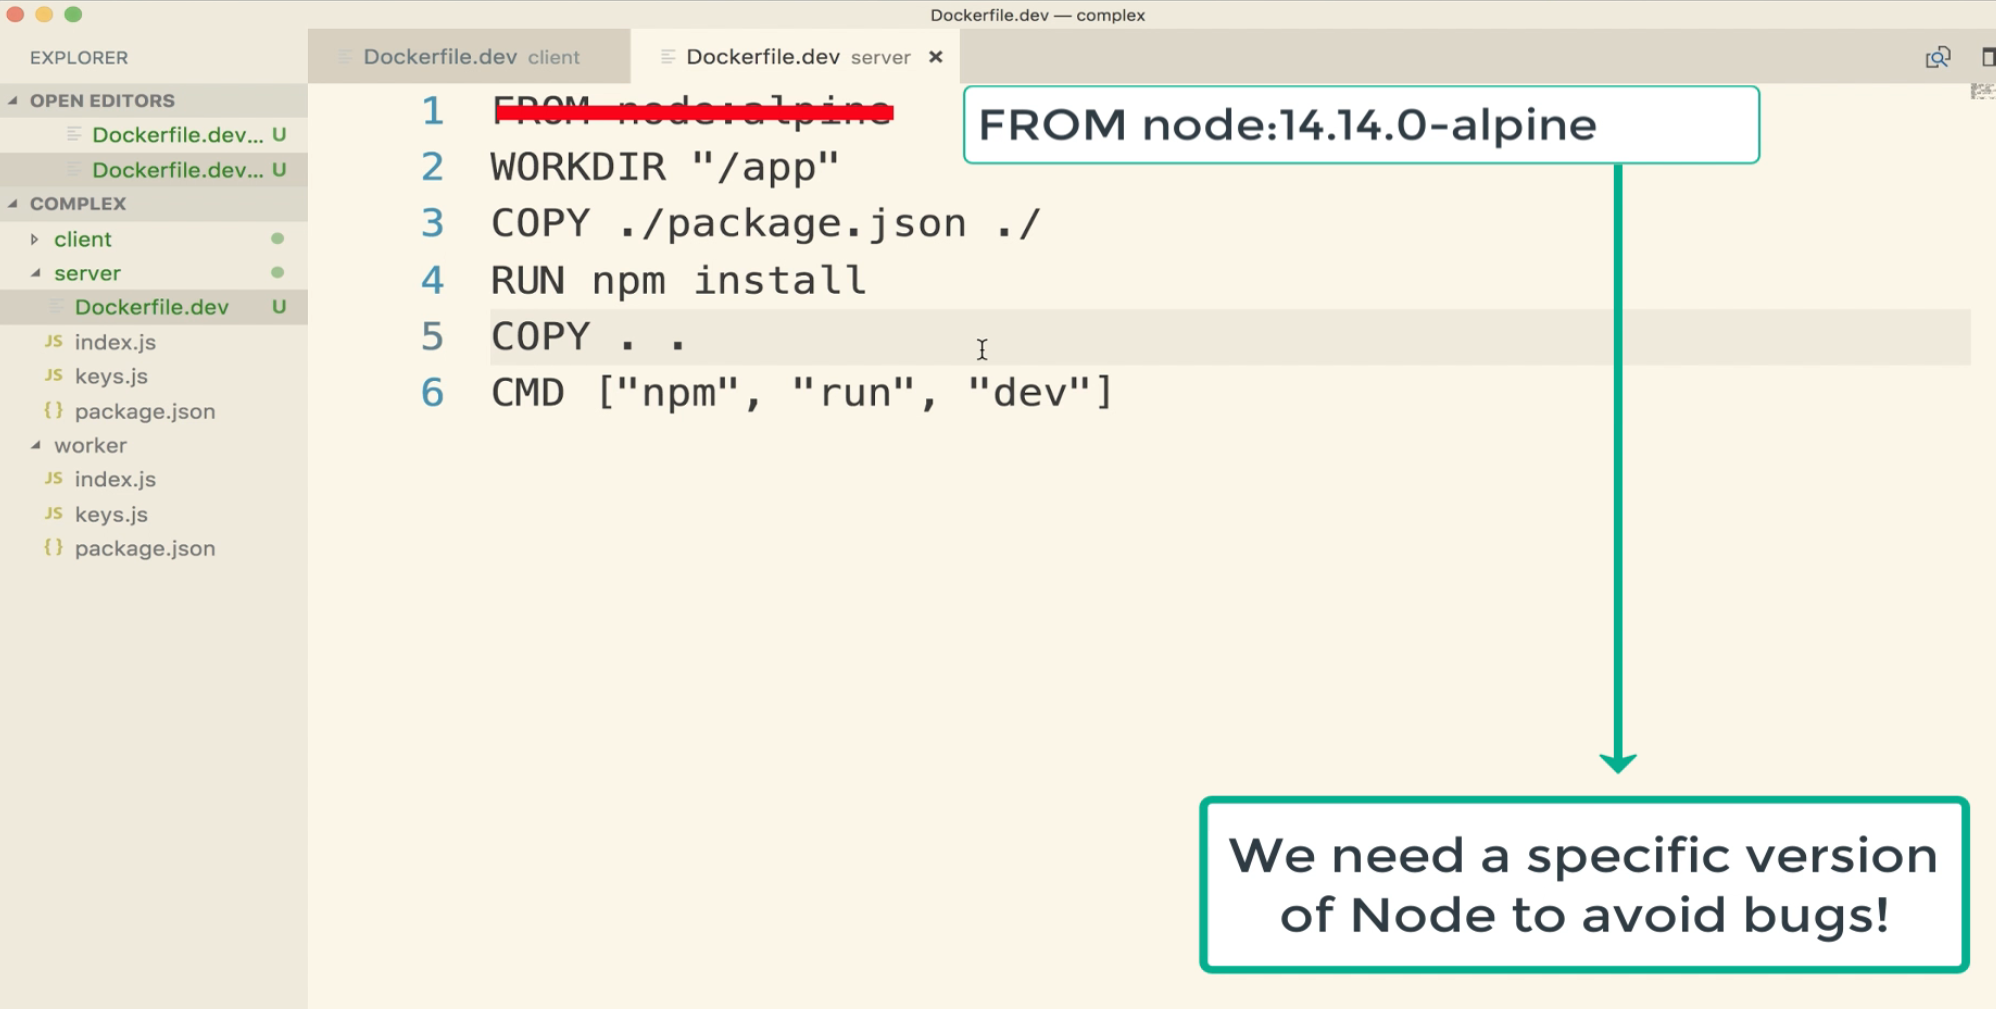 Dockerfile.dev — complex
EXPLORER
OPEN EDITORS
Dockerfile.dev... U
Dockerfile.dev... U
COMPLEX
client
server
Dockerfile.dev U
JS index.js
JS keys.js
{} package.json
worker
JS index.js
JS keys.js
{} package.json
Dockerfile.dev client
Dockerfile.dev server ×
1 FROM node:alpine
2 WORKDIR "/app"
3 COPY ./package.json ./
4 RUN npm install
5 COPY . .
6 CMD ["npm", "run", "dev"]
FROM node:14.14.0-alpine
We need a specific version
of Node to avoid bugs!